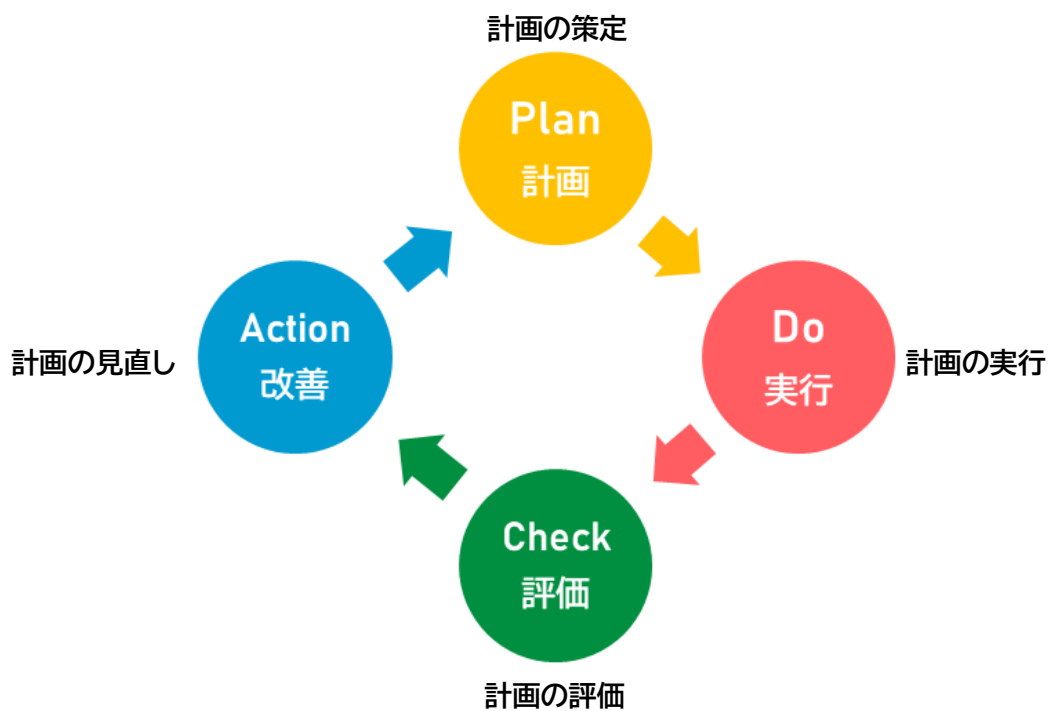 計画の策定
Plan
計画
Do
実行
計画の実行
Check
評価
計画の評価
Action
改善
計画の見直し